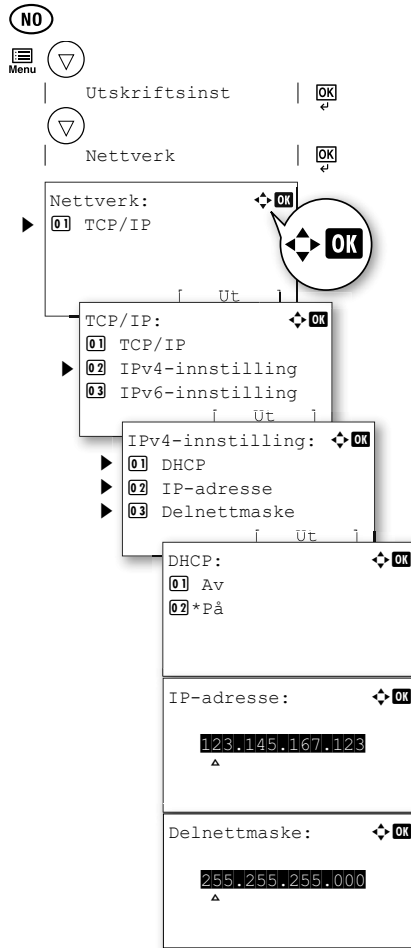 NO
Menu
Utskriftsinst OK
Nettverk OK
Nettverk: OK
01 TCP/IP
OK
[ Ut ]
TCP/IP: OK
01 TCP/IP
02 IPv4-innstilling
03 IPv6-innstilling
[ Ut ]
IPv4-innstilling: OK
01 DHCP
02 IP-adresse
03 Delnettmaske
[ Ut ]
DHCP: OK
01 Av
02 *På
IP-adresse: OK
123.145.167.123
Delnettmaske: OK
255.255.255.000